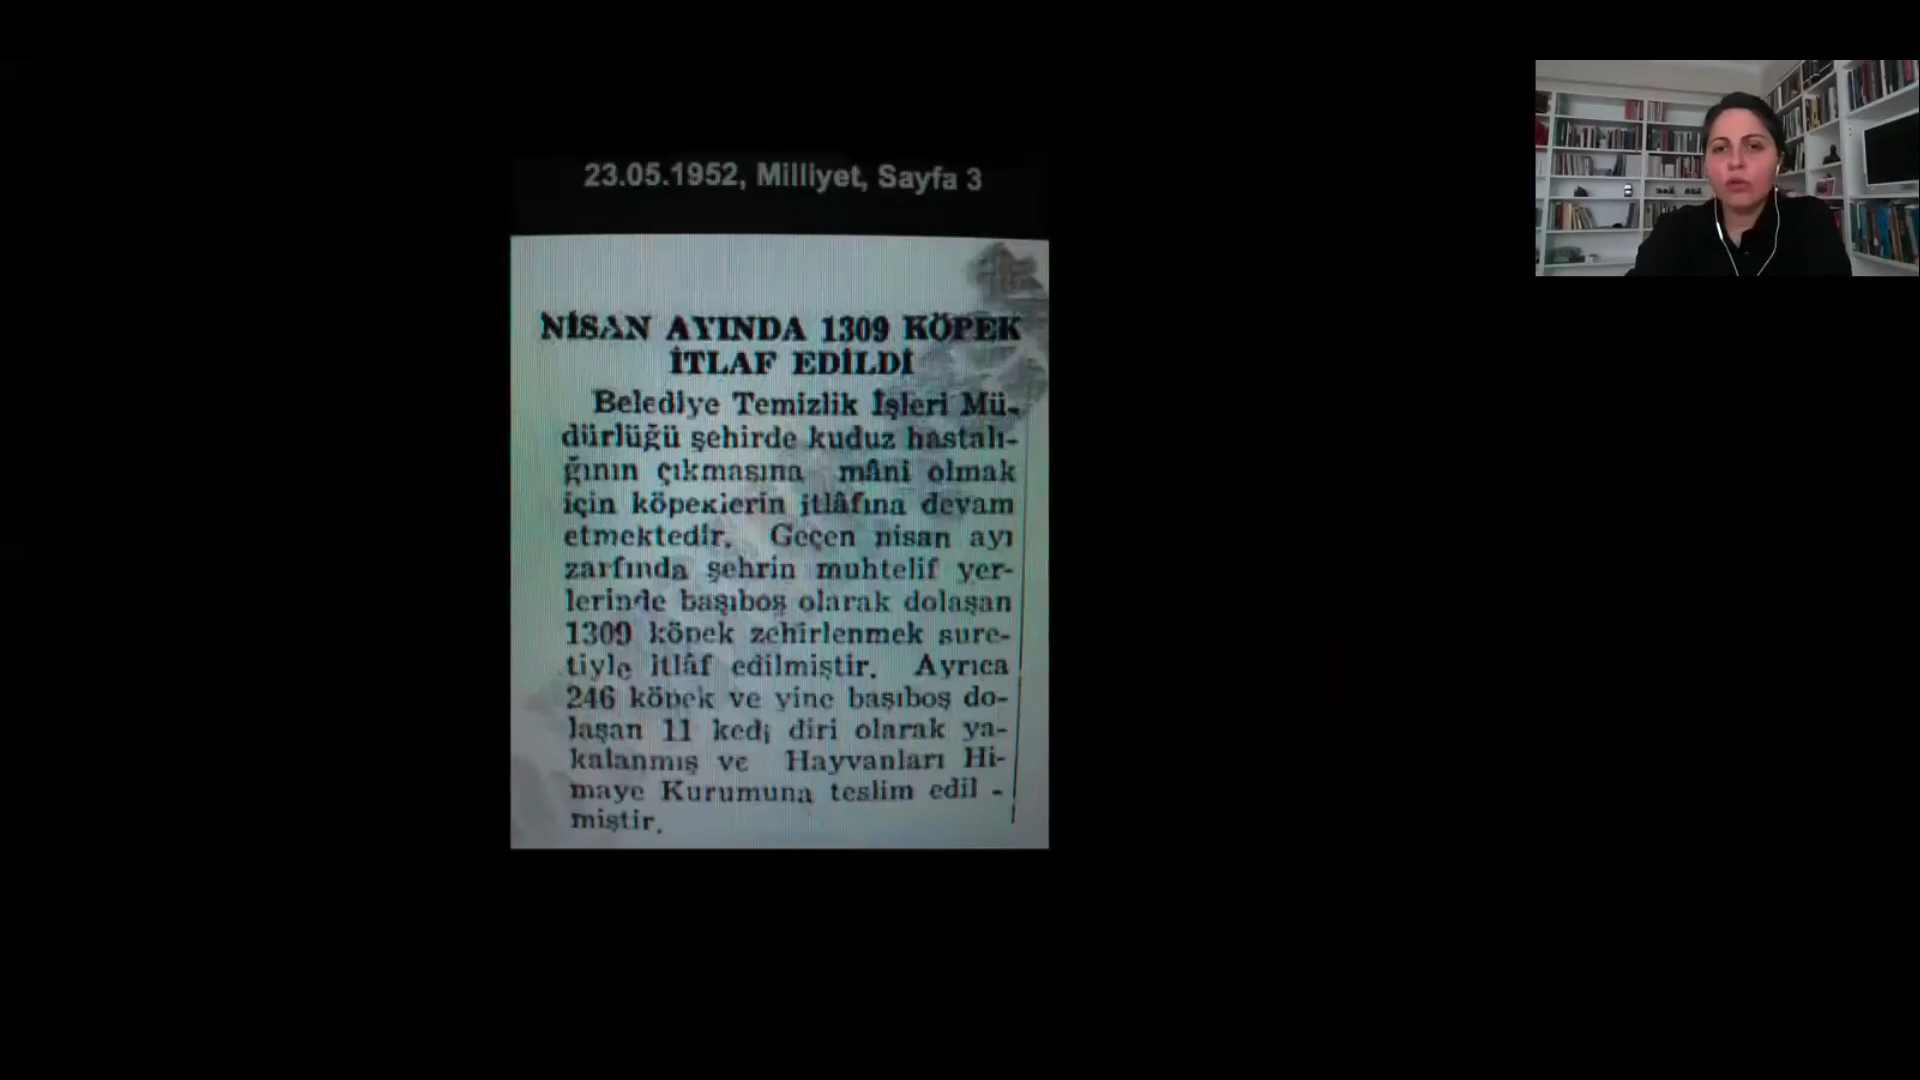 23.05.1952, Milliyet, Sayfa 3
NİSAN AYINDA 1309 KÖPEK
İTLAF EDİLDİ
Belediye Temizlik İşleri Mü-
dürlüğü şehirde kuduz hastalı-
ğının çıkmasına mâni olmak
için köpeklerin itlâfına devam
etmektedir. Geçen nisan ayı
zarfında şehrin muhtelif yer-
lerinde başıboş olarak dolaşan
1309 köpek zehirlenmek sure-
tiyle itlâf edilmiştir. Ayrıca
246 köpek ve yine başıboş do-
laşan 11 kedi diri olarak ya-
kalanmış ve Hayvanları Hi-
maye Kurumuna teslim edil -
miştir.